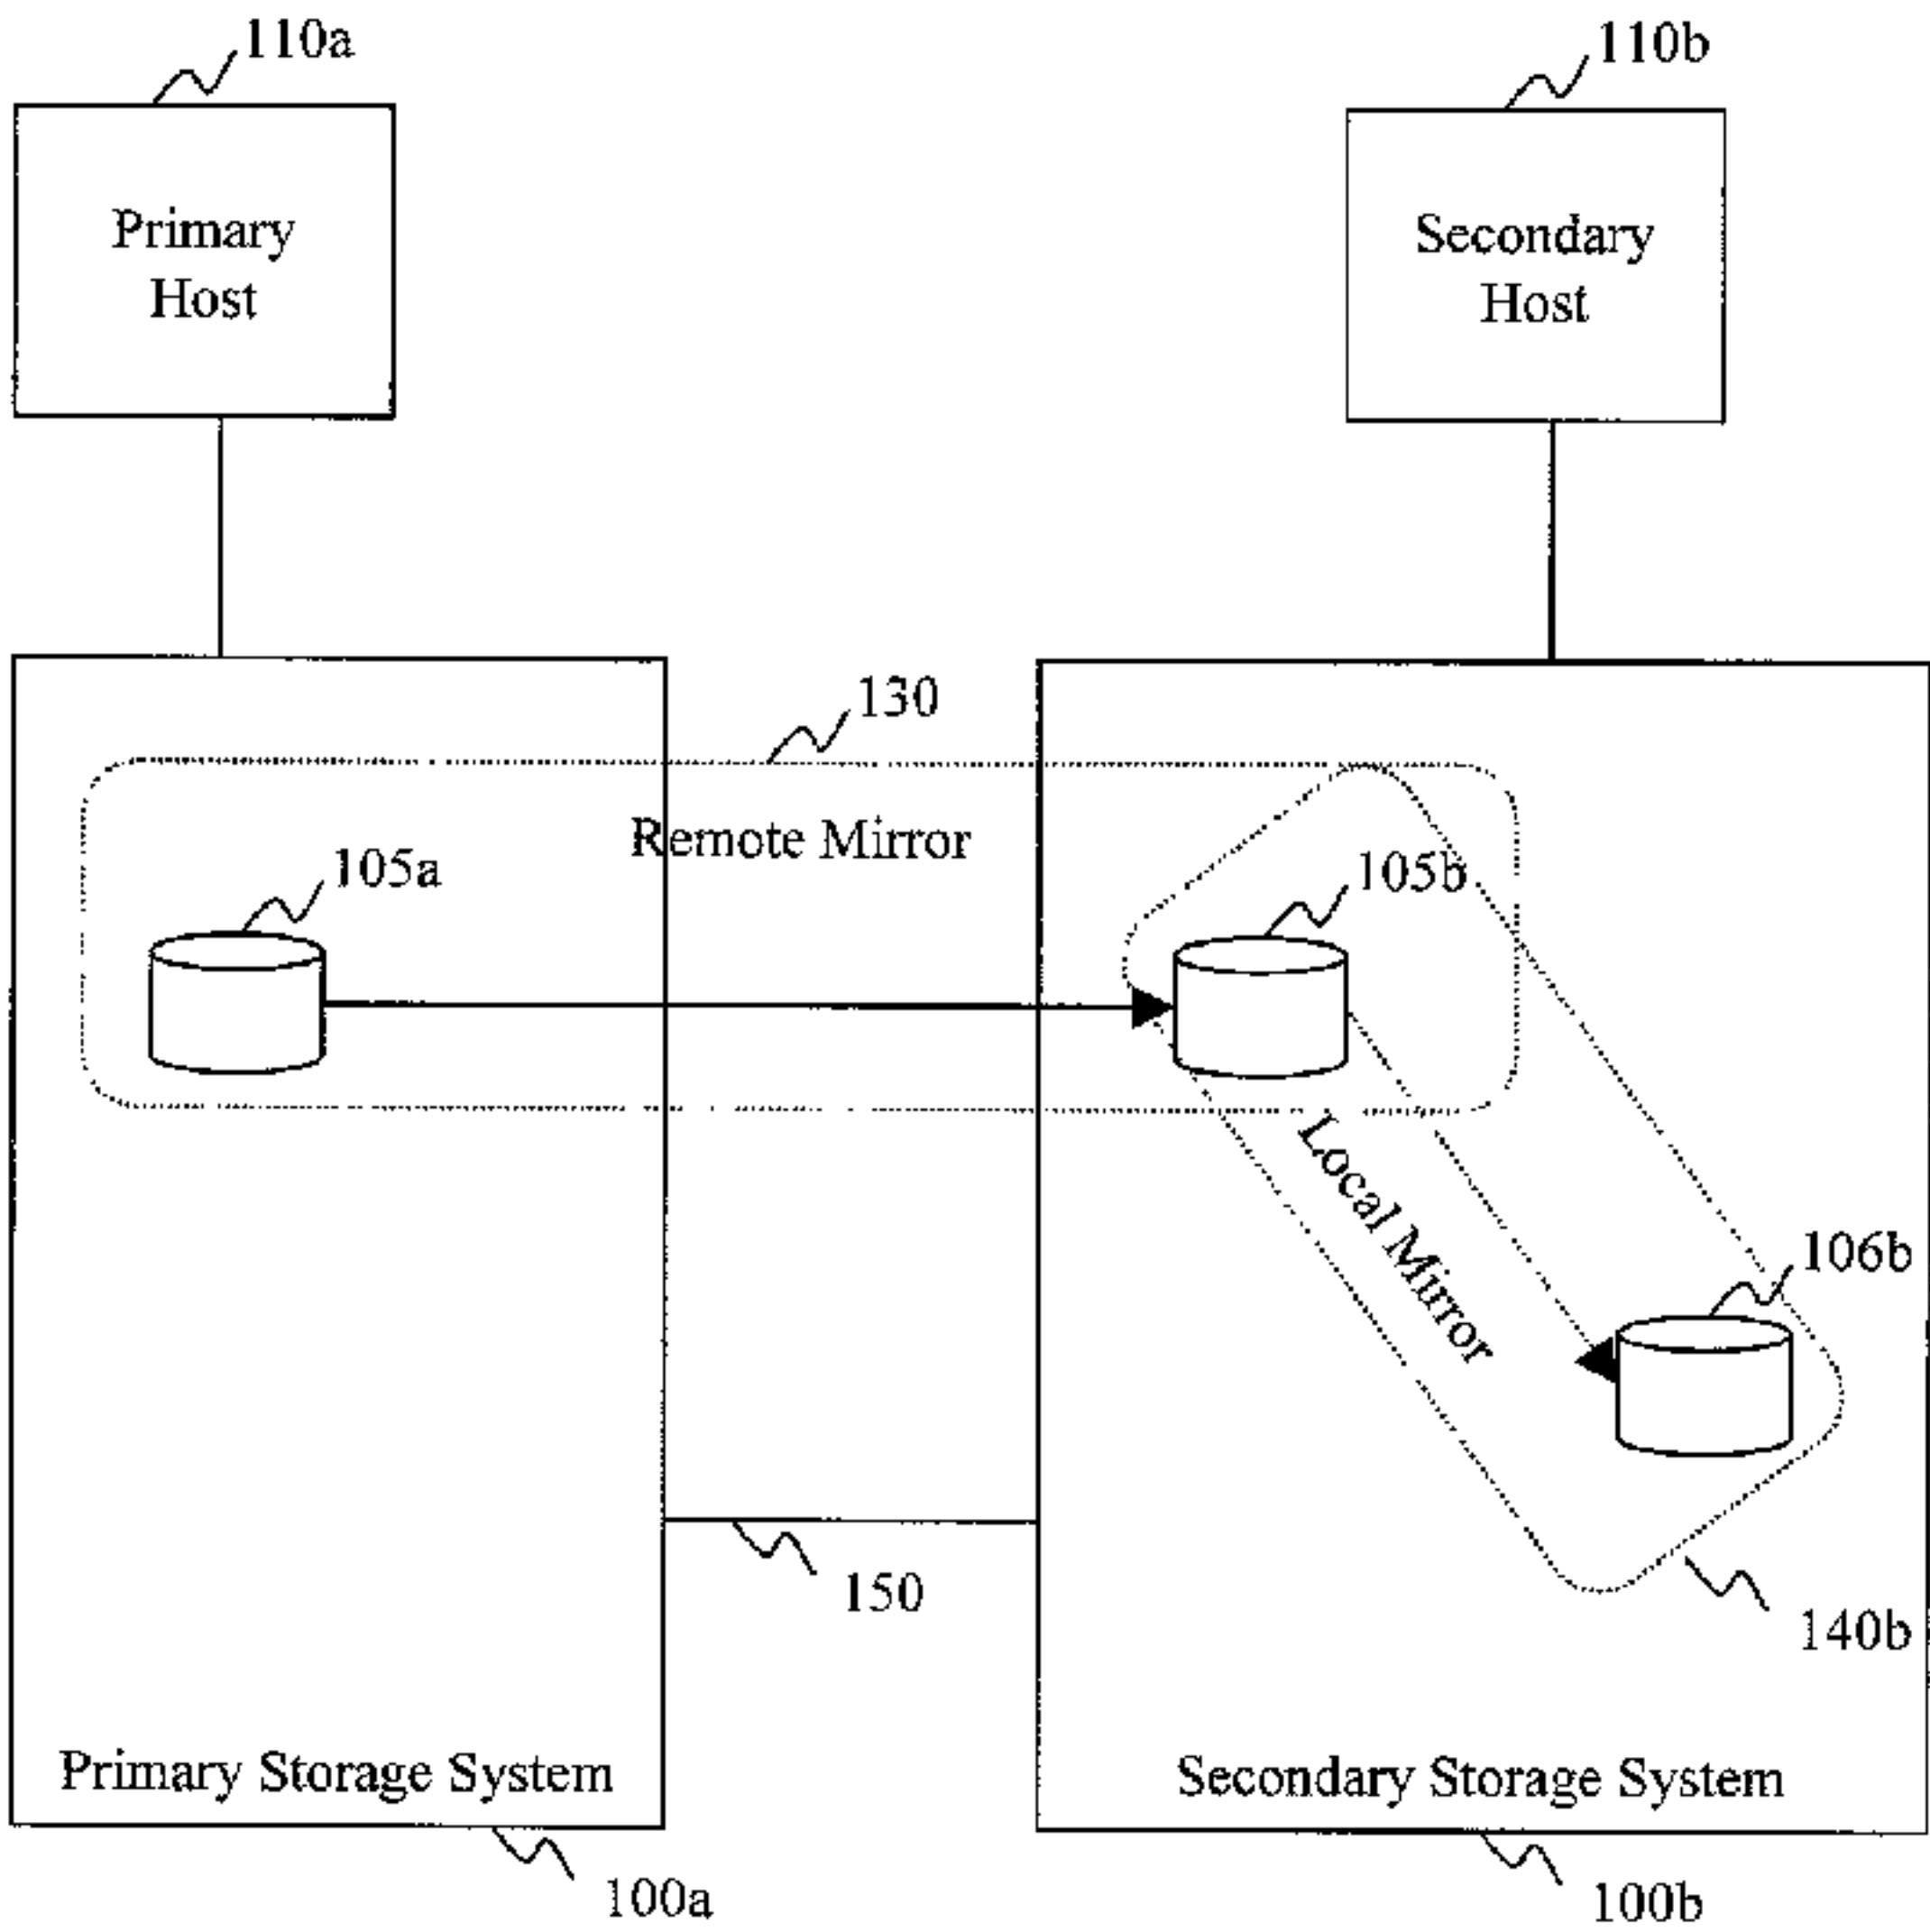 110a
110b
Primary
Host
Secondary
Host
130
Remote Mirror
105a
105b
Local Mirror
106b
150
140b
Primary Storage System
Secondary Storage System
100a
100b